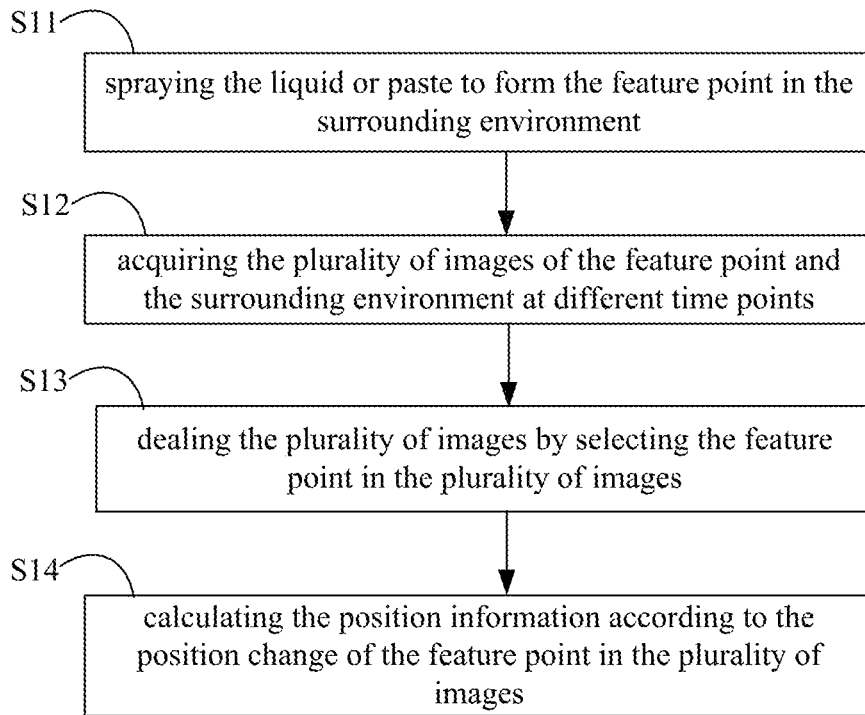 S11
spraying the liquid or paste to form the feature point in the
surrounding environment
S12
acquiring the plurality of images of the feature point and
the surrounding environment at different time points
S13
dealing the plurality of images by selecting the feature
point in the plurality of images
S14
calculating the position information according to the
position change of the feature point in the plurality of
images